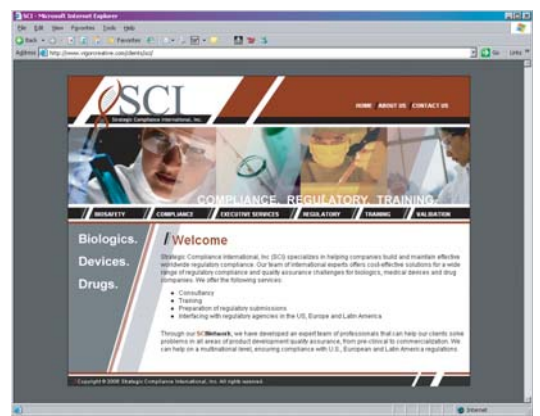 SCI - Microsoft Internet Explorer
File Edit View Favorites Tools Help
Back Favorites
Address http://www.vigorcreative.com/clients/sci/ Go Links
SCI
Strategic Compliance International, Inc.
HOME / ABOUT US / CONTACT US
COMPLIANCE. REGULATORY. TRAINING.
BIOSAFETY // COMPLIANCE // EXECUTIVE SERVICES // REGULATORY // TRAINING // VALIDATION
Biologics.
Devices.
Drugs.
Welcome
Strategic Compliance International, Inc (SCI) specializes in helping companies build and maintain effective
worldwide regulatory compliance. Our team of international experts offers cost-effective solutions for a wide
range of regulatory compliance and quality assurance challenges for biologics, medical devices and drug
companies. We offer the following services:
• Consultancy
• Training
• Preparation of regulatory submissions
• Interfacing with regulatory agencies in the US, Europe and Latin America
Through our SCINetwork, we have developed an expert team of professionals that can help our clients solve
problems in all areas of product development quality assurance, from pre-clinical to commercialization. We
can help on a multinational level, ensuring compliance with U.S., European and Latin America regulations.
Copyright © 2005 Strategic Compliance International, Inc. All rights reserved.
Internet